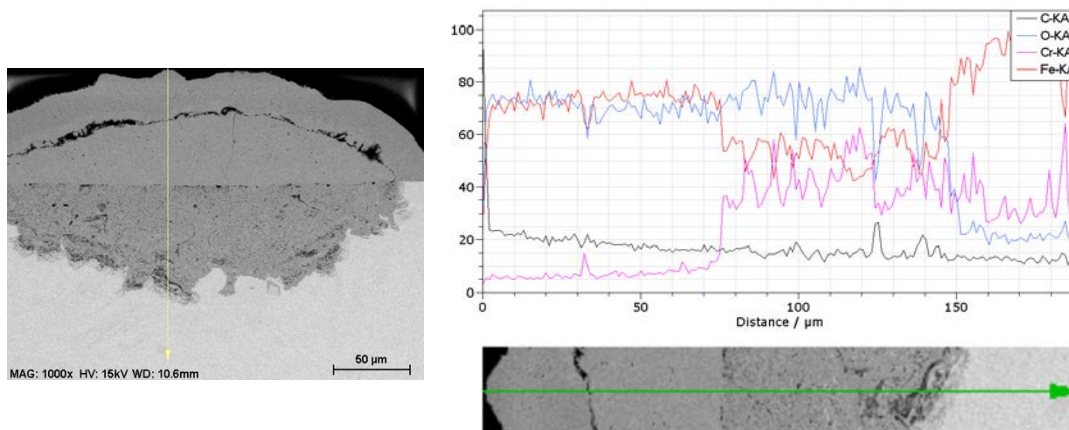 MAG: 1000x HV: 15kV WD: 10.6mm
50 µm
100
80
60
40
20
0
C-KA
O-KA
Cr-KA
Fe-KA
0 50 100 150
Distance / µm